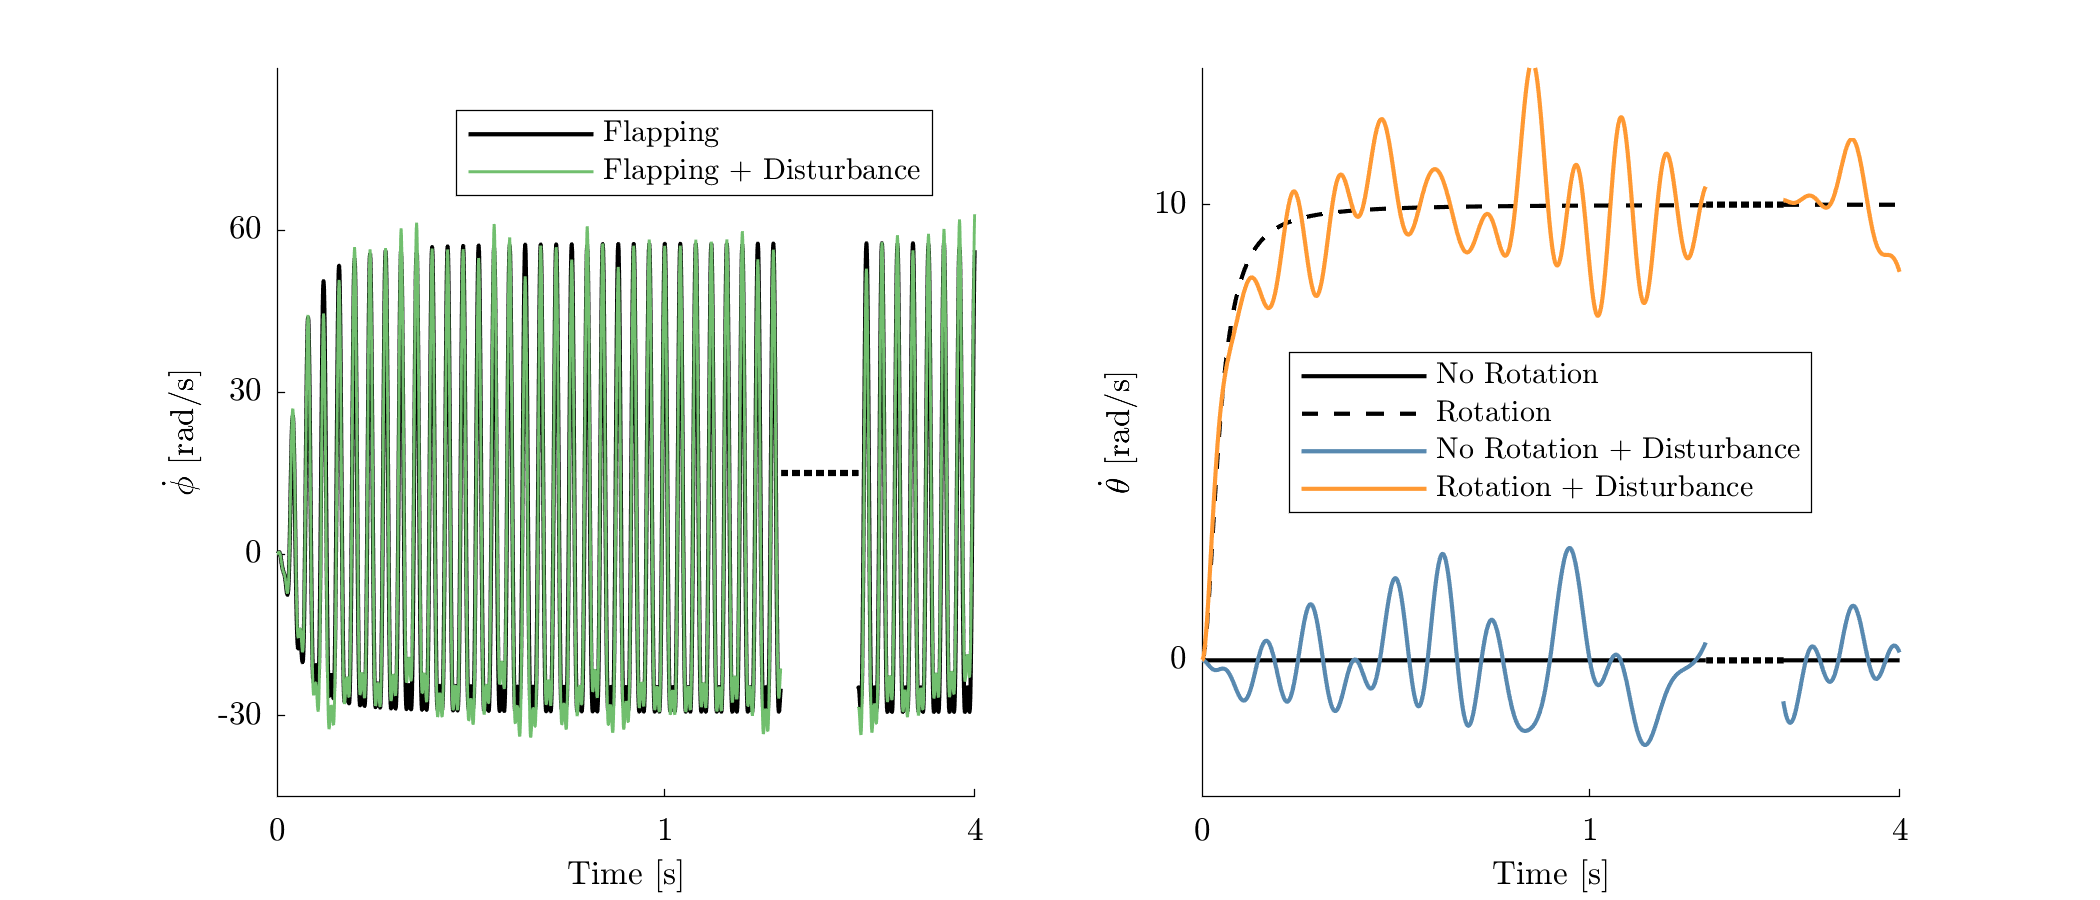 Flapping
Flapping + Disturbance
60
30
0
-30
ϕ̇ [rad/s]
0 1 4
Time [s]
10
0
θ̇ [rad/s]
No Rotation
Rotation
No Rotation + Disturbance
Rotation + Disturbance
0 1 4
Time [s]